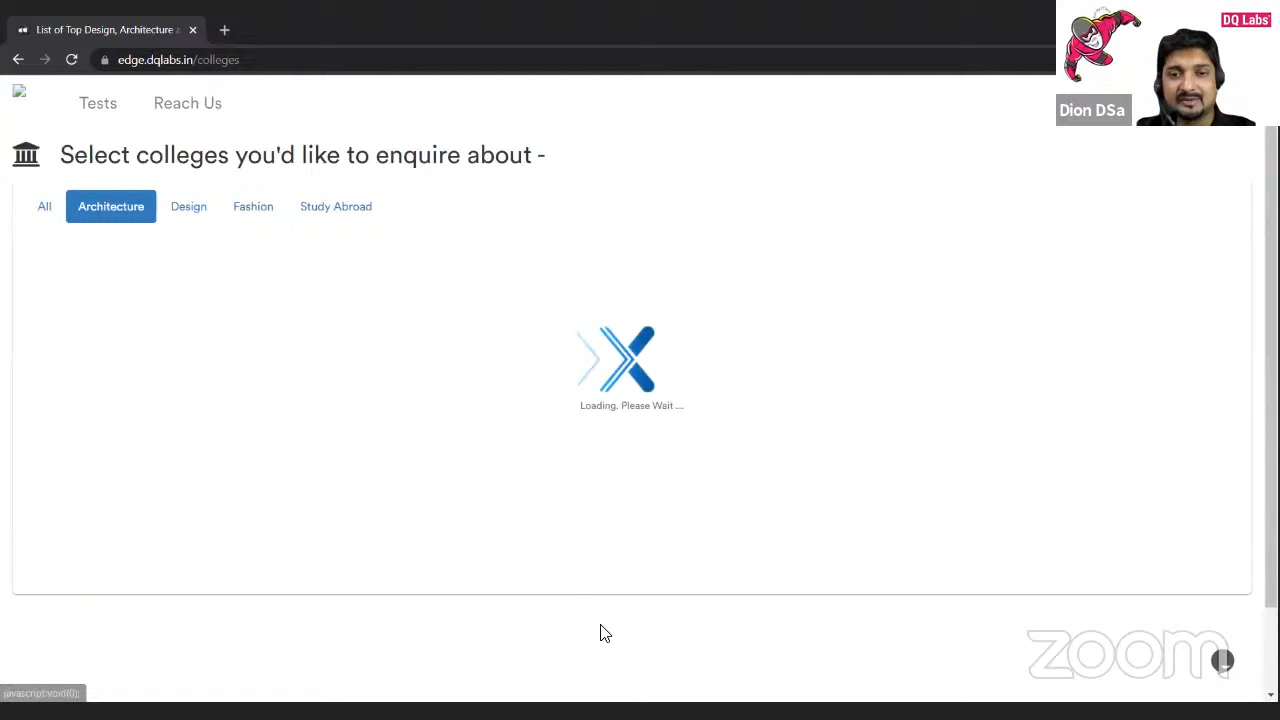 List of Top Design, Architecture a
edge.dqlabs.in/colleges
DQ Labs
Dion DSa
Tests
Reach Us
Select colleges you'd like to enquire about -
All
Architecture
Design
Fashion
Study Abroad
Loading. Please Wait ...
zoom
javascript:void(0);